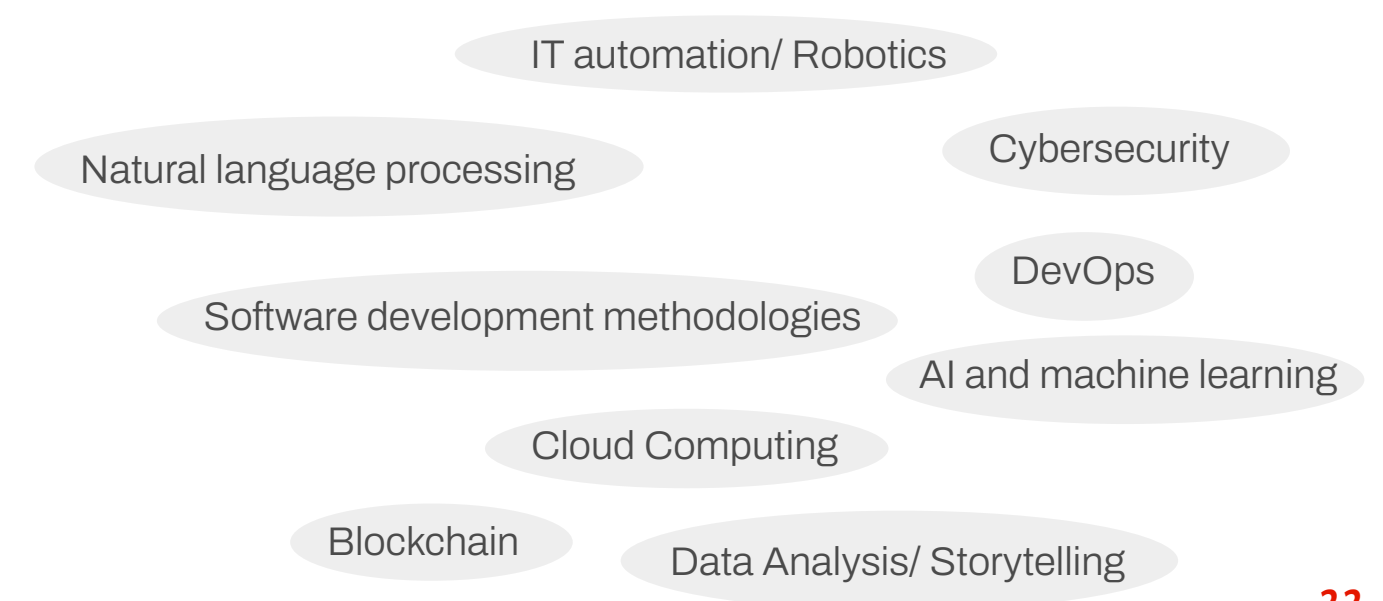 IT automation/ Robotics
Cybersecurity
Natural language processing
DevOps
Software development methodologies
AI and machine learning
Cloud Computing
Blockchain
Data Analysis/ Storytelling